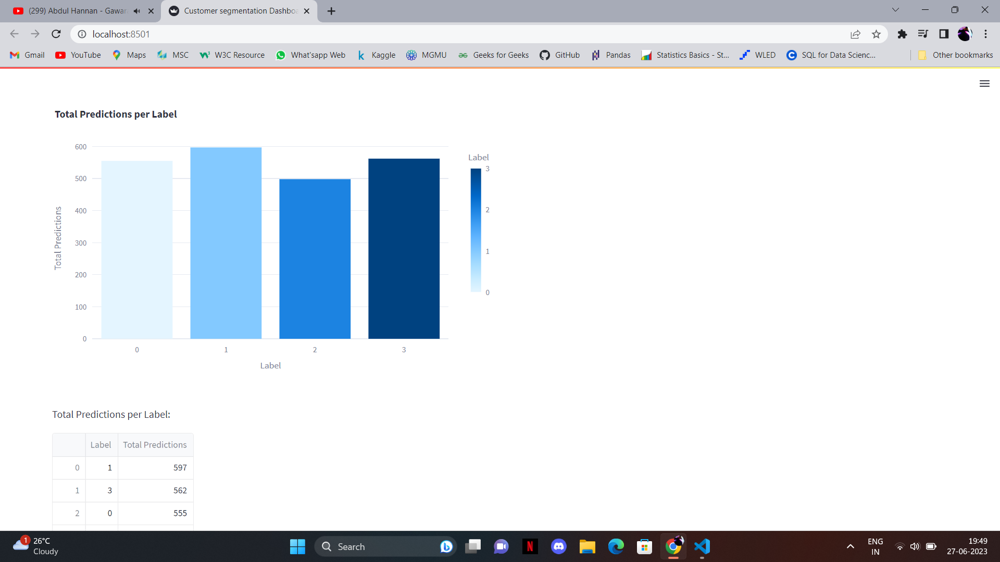 (299) Abdul Hannan - Gawar
Customer segmentation Dashbo
localhost:8501
Gmail
YouTube
Maps
MSC
W3C Resource
What'sapp Web
Kaggle
MGMU
Geeks for Geeks
GitHub
Pandas
Statistics Basics - St...
WLED
SQL for Data Scienc...
Other bookmarks
Total Predictions per Label
600
500
400
300
200
100
0
Total Predictions
0 1 2 3
Label
Label
3
2
1
0
Total Predictions per Label:
Label Total Predictions
0 1 597
1 3 562
2 0 555
1
26°C
Cloudy
Search
ENG
IN
19:49
27-06-2023